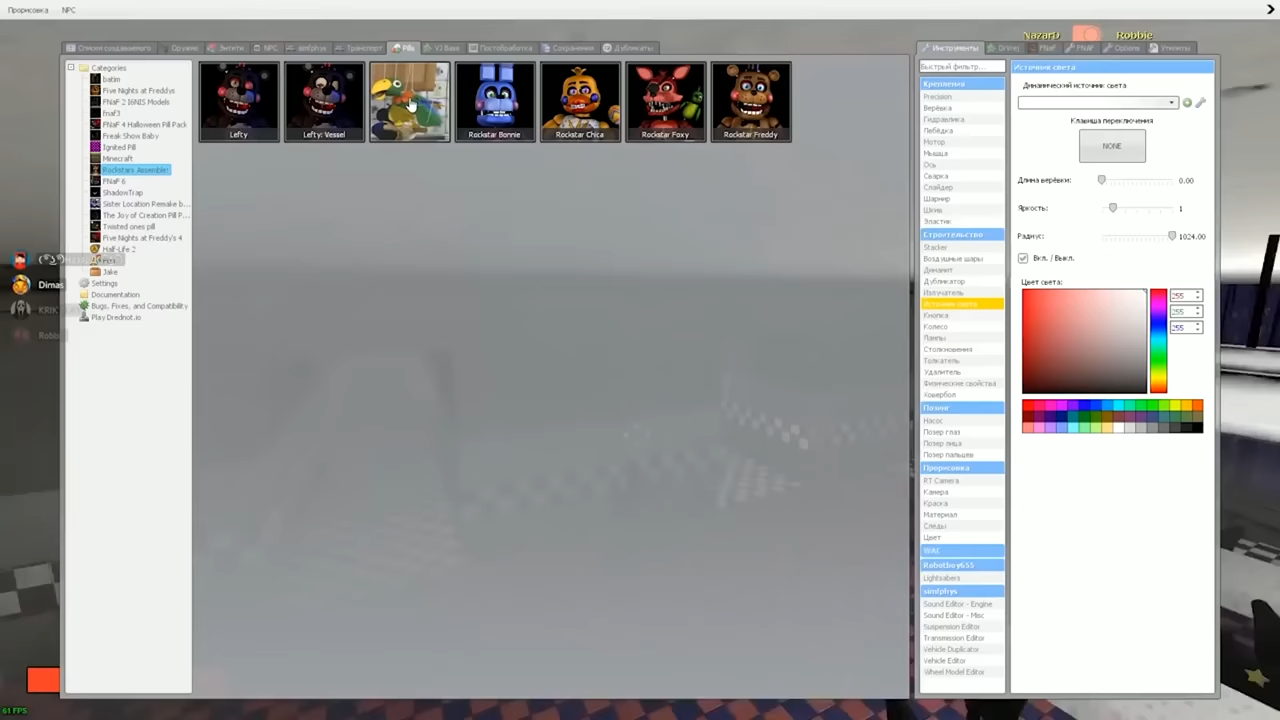 Прорисовка NPC
Nazar Robbie
Список создаваемого Оружие Энтити NPC simfphys Транспорт Pills VJ Base Постобработка Сохранения Дубликаты
Инструменты Drive FNaF FNAF Options Утилиты
Categories
batim
Five Nights at Freddys
FNaF 2 IGNIS Models
fnaf3
FNaF 4 Halloween Pill Pack
Freak Show Baby
Ignited Pill
Minecraft
Rockstars Assemble!
FNaF 6
ShadowTrap
Sister Location Remake b...
The Joy of Creation Pill P...
Twisted ones pill
Five Nights at Freddy's 4
Half-Life 2
Jake
Settings
Documentation
Bugs, Fixes, and Compatibility
Play Drednot.io
Dimas
KRIK
Robbi
Lefty
Lefty: Vessel
Rockstar Bonnie
Rockstar Chica
Rockstar Foxy
Rockstar Freddy
Быстрый фильтр...
Крепления
Precision
Верёвка
Гидравлика
Лебёдка
Мотор
Мышца
Ось
Сварка
Слайдер
Шарнир
Шкив
Эластик
Строительство
Stacker
Воздушные шары
Динамит
Дубликатор
Излучатель
Источник света
Кнопка
Колесо
Лампы
Столкновения
Толкатель
Удалитель
Физические свойства
Ховербол
Позинг
Насос
Позер глаз
Позер лица
Позер пальцев
Прорисовка
RT Camera
Камера
Краска
Материал
Следы
Цвет
WAC
Robotboy655
Lightsabers
simfphys
Sound Editor - Engine
Sound Editor - Misc
Suspension Editor
Transmission Editor
Vehicle Duplicator
Vehicle Editor
Wheel Model Editor
Источник света
Динамический источник света
Клавиша переключения
NONE
Длина верёвки: 0.00
Яркость: 1
Радиус: 1024.00
Вкл. / Выкл.
Цвет света:
255
255
255
61 FPS